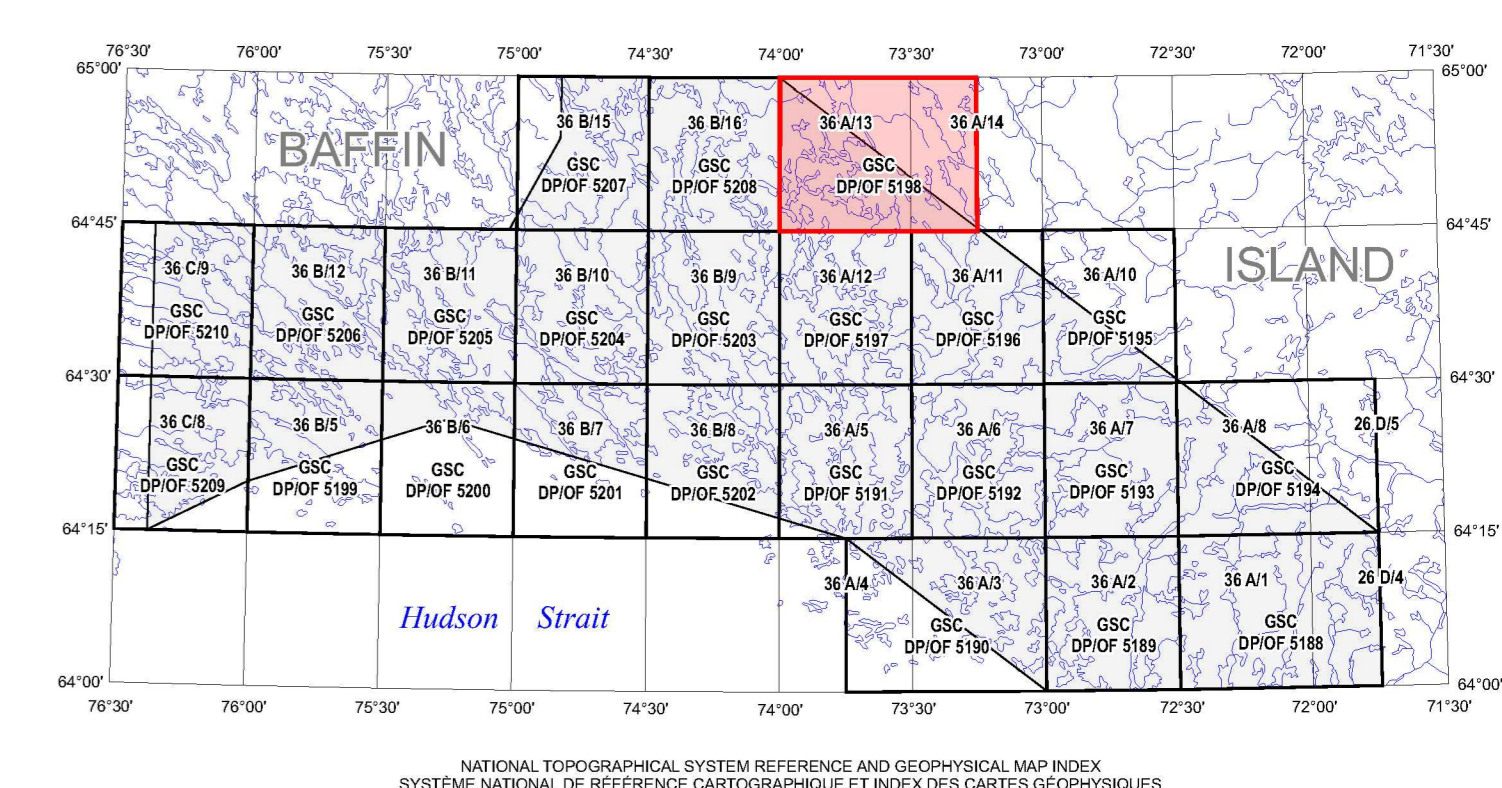 76°30' 76°00' 75°30' 75°00' 74°30' 74°00' 73°30' 73°00' 72°30' 72°00' 71°30'
65°00' 65°00'
BAFFIN
36 B/15 36 B/16 36 A/13 36 A/14
GSC GSC GSC
DP/OF 5207 DP/OF 5208 DP/OF 5198
64°45' 64°45'
ISLAND
36 C/9 36 B/12 36 B/11 36 B/10 36 B/9 36 A/12 36 A/11 36 A/10
GSC GSC GSC GSC GSC GSC GSC GSC
DP/OF 5210 DP/OF 5206 DP/OF 5205 DP/OF 5204 DP/OF 5203 DP/OF 5197 DP/OF 5196 DP/OF 5195
64°30' 64°30'
36 C/8 36 B/5 36 B/6 36 B/7 36 B/8 36 A/5 36 A/6 36 A/7 36 A/8 26 D/5
GSC GSC GSC GSC GSC GSC GSC GSC GSC
DP/OF 5209 DP/OF 5199 DP/OF 5200 DP/OF 5201 DP/OF 5202 DP/OF 5191 DP/OF 5192 DP/OF 5193 DP/OF 5194
64°15' 64°15'
36 A/4 36 A/3 36 A/2 36 A/1 26 D/4
Hudson Strait
GSC GSC GSC
DP/OF 5190 DP/OF 5189 DP/OF 5188
64°00' 64°00'
76°30' 76°00' 75°30' 75°00' 74°30' 74°00' 73°30' 73°00' 72°30' 72°00' 71°30'
NATIONAL TOPOGRAPHICAL SYSTEM REFERENCE AND GEOPHYSICAL MAP INDEX
SYSTÈME NATIONAL DE RÉFÉRENCE CARTOGRAPHIQUE ET INDEX DES CARTES GÉOPHYSIQUES